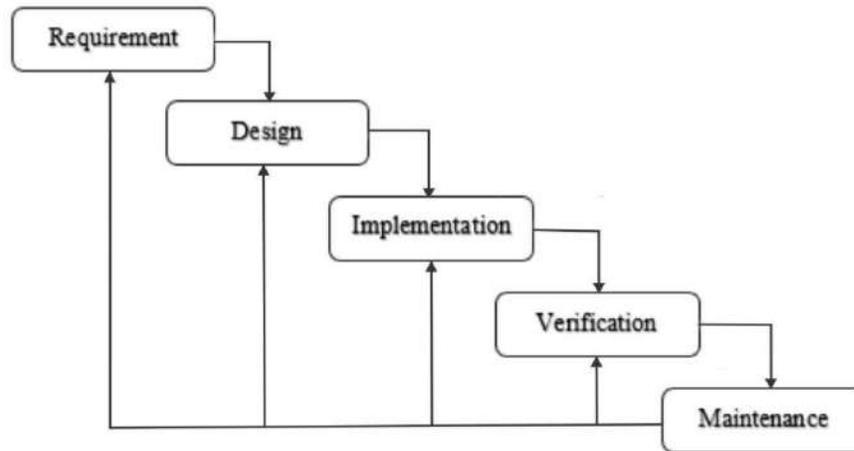 Requirement
Design
Implementation
Verification
Maintenance